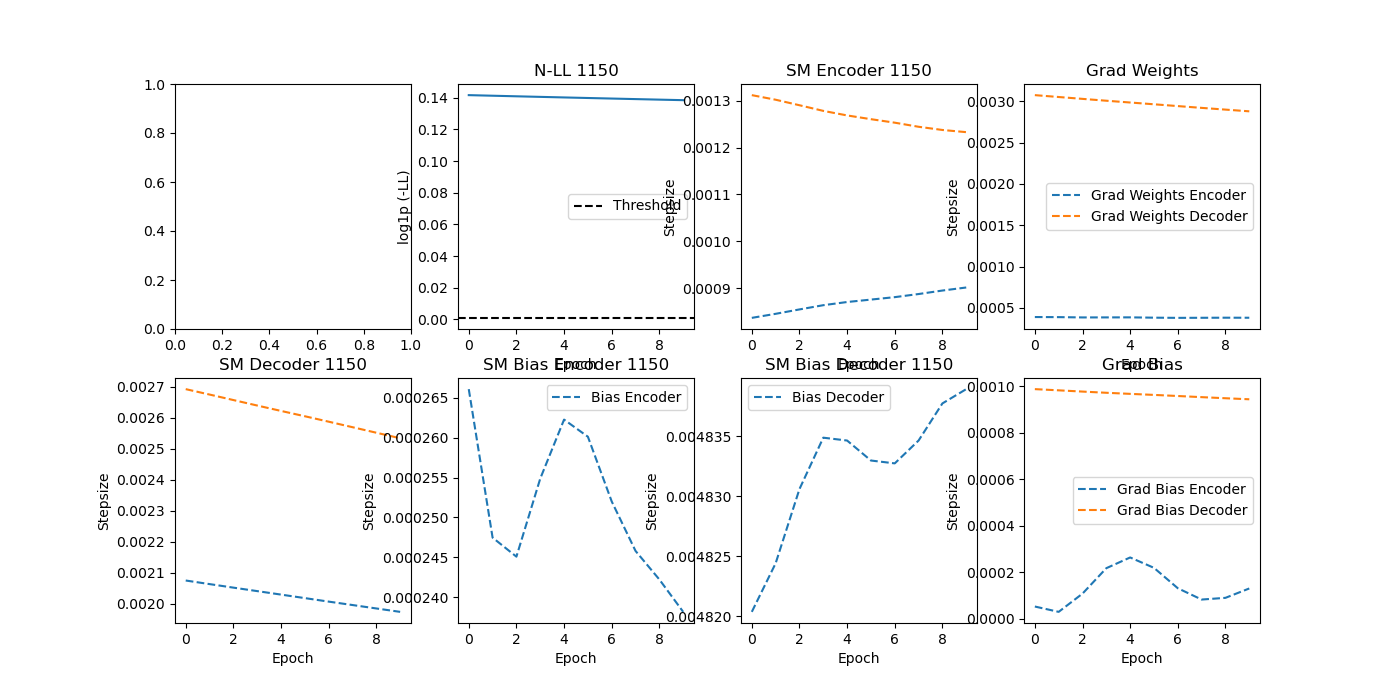 N-LL 1150
SM Encoder 1150
Grad Weights
1.0
0.8
0.6
0.4
0.2
0.0
0.0 0.2 0.4 0.6 0.8 1.0
log1p (-LL)
0.14
0.12
0.10
0.08
0.06
0.04
0.02
0.00
Threshold
0 2 4 6 8
Epoch
Stepsize
0.0013
0.0012
0.0011
0.0010
0.0009
0 2 4 6 8
Epoch
Stepsize
0.0030
0.0025
0.0020
0.0015
0.0010
0.0005
Grad Weights Encoder
Grad Weights Decoder
0 2 4 6 8
Epoch
SM Decoder 1150
SM Bias Encoder 1150
SM Bias Decoder 1150
Grad Bias
Stepsize
0.0027
0.0026
0.0025
0.0024
0.0023
0.0022
0.0021
0.0020
0 2 4 6 8
Epoch
Stepsize
0.000265
0.000260
0.000255
0.000250
0.000245
0.000240
Bias Encoder
0 2 4 6 8
Epoch
Stepsize
0.004835
0.004830
0.004825
0.004820
Bias Decoder
0 2 4 6 8
Epoch
Stepsize
0.0010
0.0008
0.0006
0.0004
0.0002
0.0000
Grad Bias Encoder
Grad Bias Decoder
0 2 4 6 8
Epoch